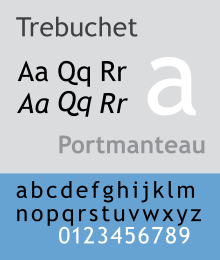 Trebuchet
Aa Qq Rr
Aa Qq Rr
a
Portmanteau
abcdefghijklm
nopqrstuvwxyz
0123456789